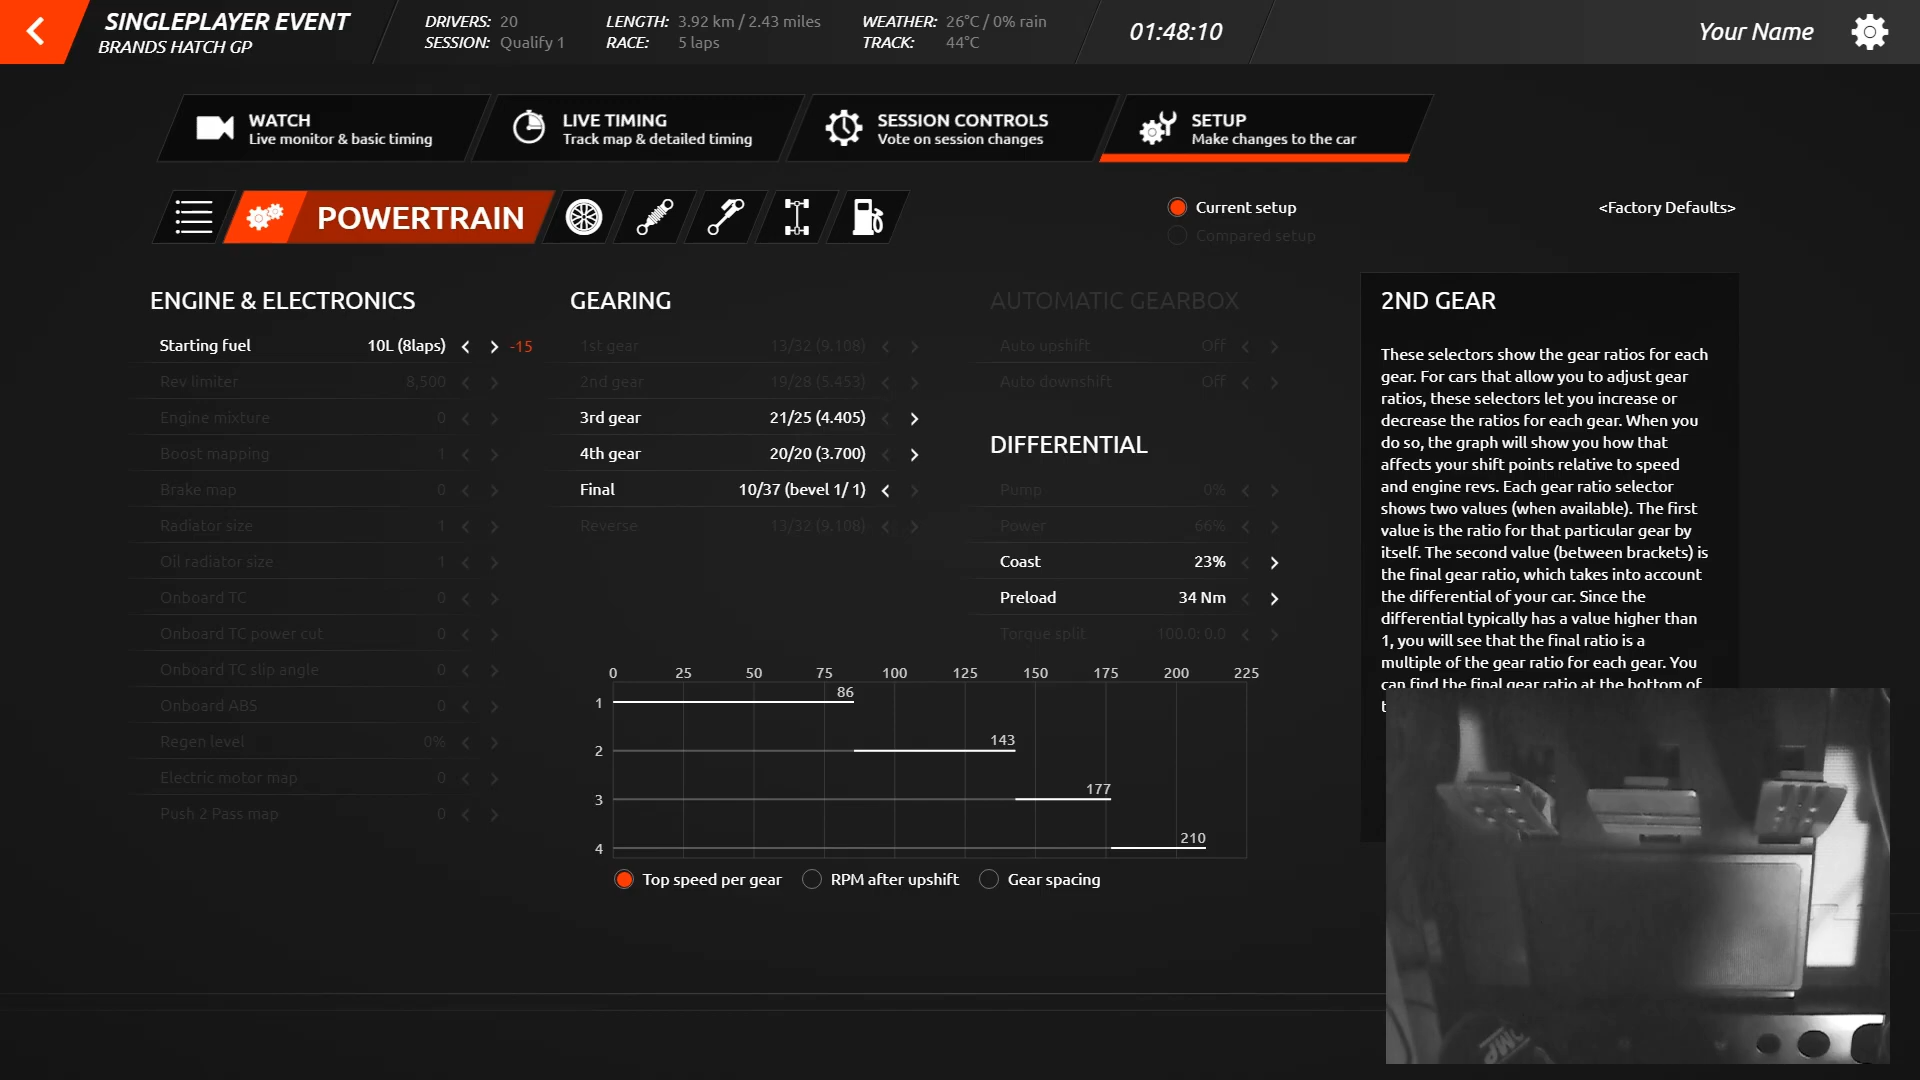 SINGLEPLAYER EVENT
BRANDS HATCH GP
DRIVERS: 20
SESSION: Qualify 1
LENGTH: 3.92 km / 2.43 miles
RACE: 5 laps
WEATHER: 26°C / 0% rain
TRACK: 44°C
01:48:10
Your Name
WATCH
Live monitor & basic timing
LIVE TIMING
Track map & detailed timing
SESSION CONTROLS
Vote on session changes
SETUP
Make changes to the car
POWERTRAIN
Current setup
Compared setup
<Factory Defaults>
ENGINE & ELECTRONICS
Starting fuel 10L (8laps) -15
Rev limiter 8,500
Engine mixture 0
Boost mapping 1
Brake map 0
Radiator size 1
Oil radiator size 1
Onboard TC 0
Onboard TC power cut 0
Onboard TC slip angle 0
Onboard ABS 0
Regen level 0%
Electric motor map 0
Push 2 Pass map 0
GEARING
1st gear 13/32 (9.108)
2nd gear 19/28 (5.453)
3rd gear 21/25 (4.405)
4th gear 20/20 (3.700)
Final 10/37 (bevel 1/ 1)
Reverse 13/32 (9.108)
AUTOMATIC GEARBOX
Auto upshift Off
Auto downshift Off
DIFFERENTIAL
Pump 0%
Power 66%
Coast 23%
Preload 34 Nm
Torque split 100.0: 0.0
0 25 50 75 100 125 150 175 200 225
1 86
2 143
3 177
4 210
Top speed per gear
RPM after upshift
Gear spacing
2ND GEAR
These selectors show the gear ratios for each
gear. For cars that allow you to adjust gear
ratios, these selectors let you increase or
decrease the ratios for each gear. When you
do so, the graph will show you how that
affects your shift points relative to speed
and engine revs. Each gear ratio selector
shows two values (when available). The first
value is the ratio for that particular gear by
itself. The second value (between brackets) is
the final gear ratio, which takes into account
the differential of your car. Since the
differential typically has a value higher than
1, you will see that the final ratio is a
multiple of the gear ratio for each gear. You
can find the final gear ratio at the bottom of
OMP